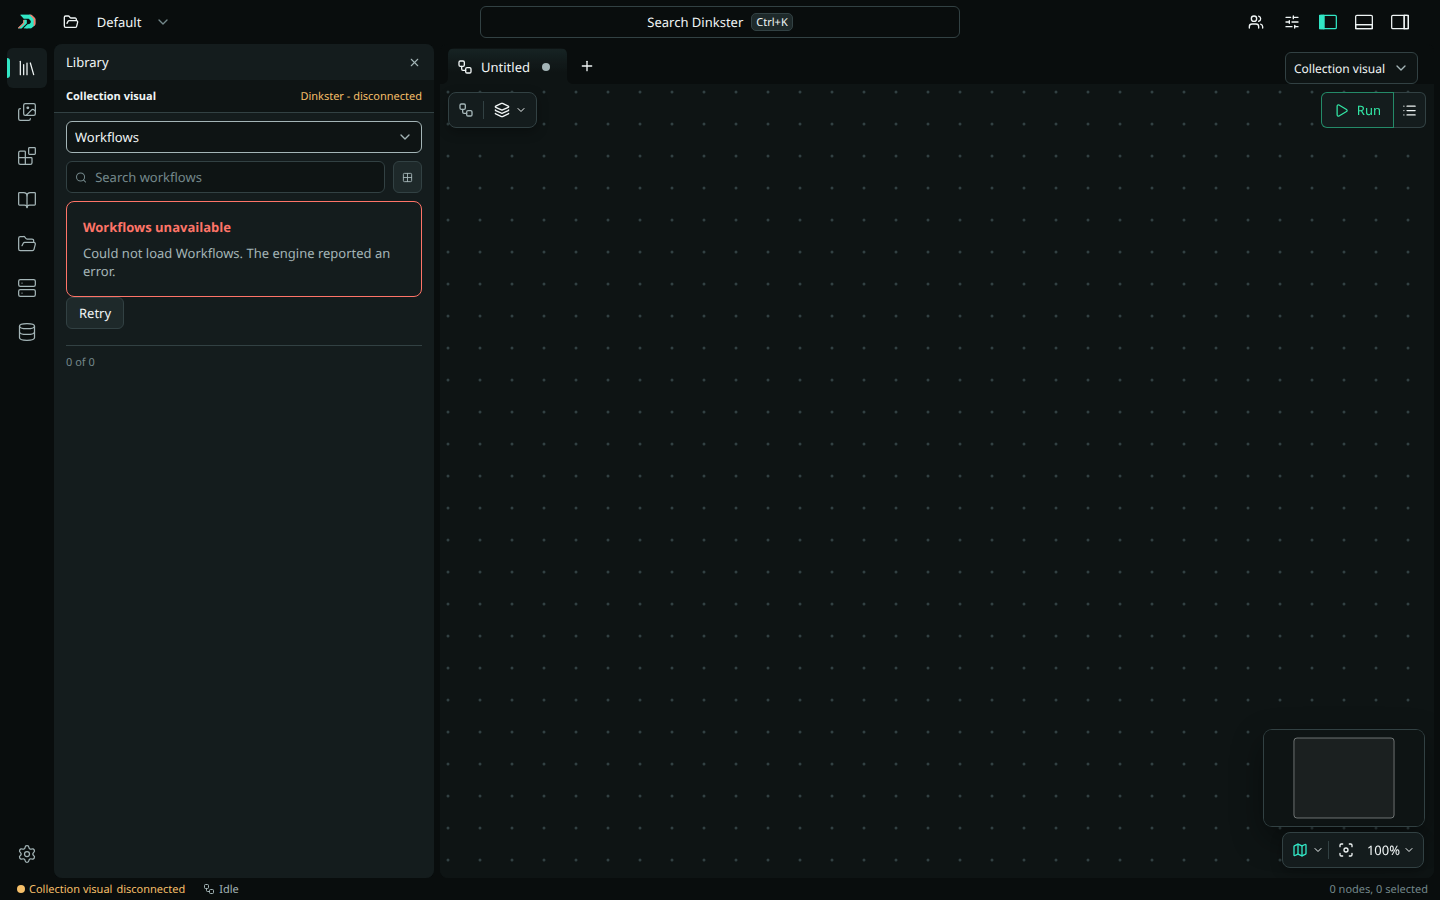 Default
Search Dinkster Ctrl+K
Library
Collection visual
Dinkster - disconnected
Workflows
Search workflows
Workflows unavailable
Could not load Workflows. The engine reported an
error.
Retry
0 of 0
Untitled
Collection visual
Run
100%
Collection visual disconnected
Idle
0 nodes, 0 selected